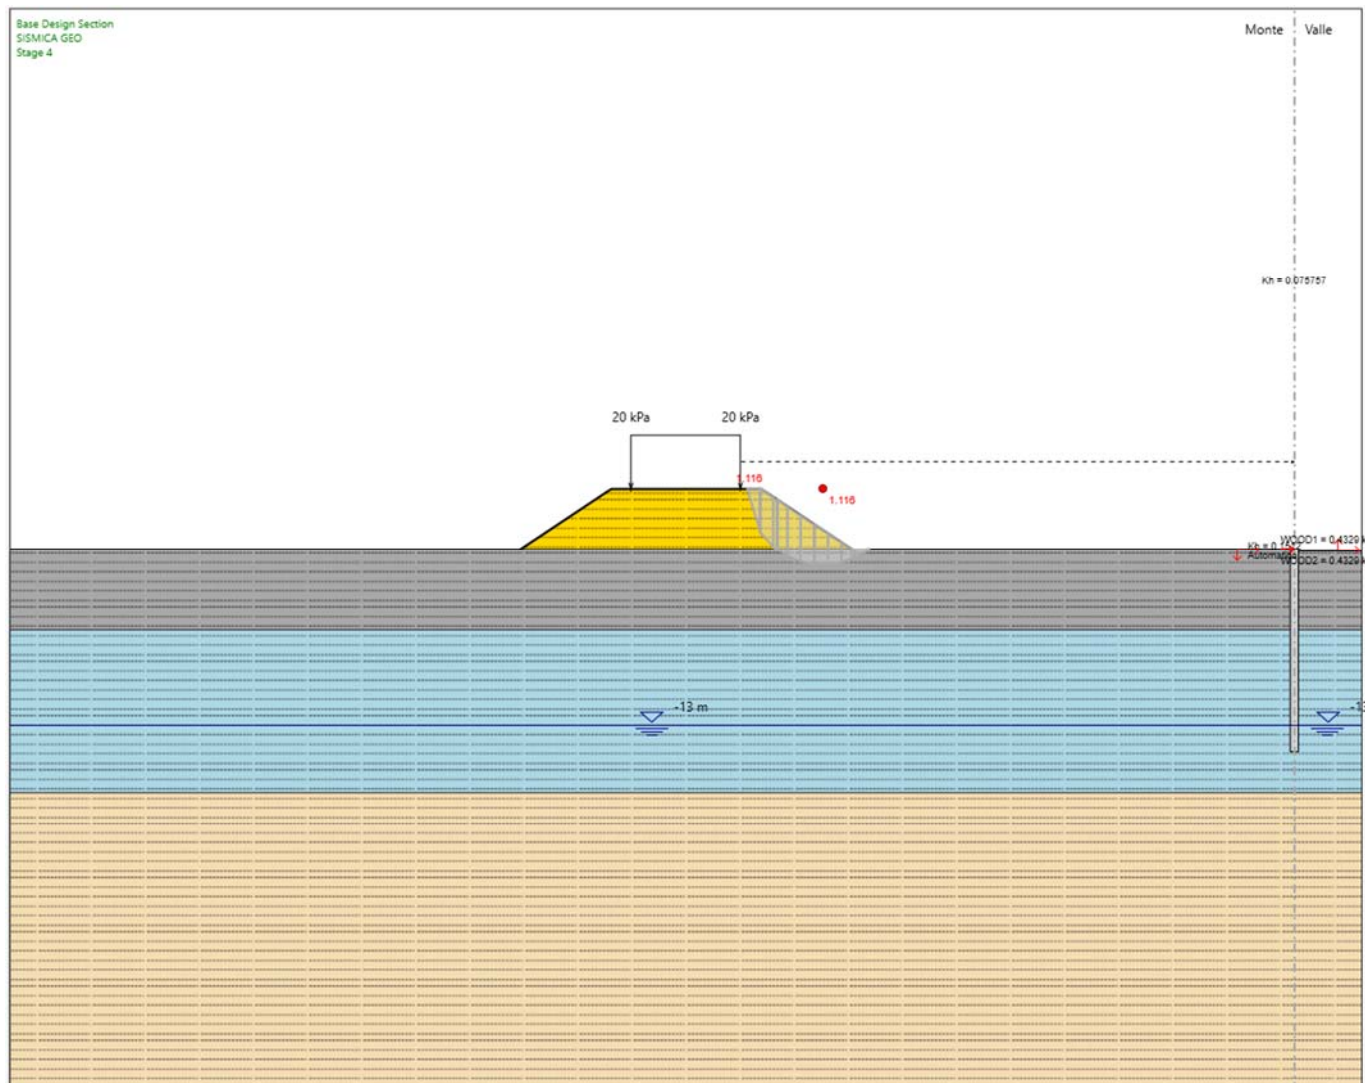 Base Design Section
SISMICA GEO
Stage 4
Monte
Valle
Kh = 0.075757
20 kPa
20 kPa
1.116
1.116
WOOD1 = 0.4329
Automatic
WOOD2 = 0.4329
-13 m